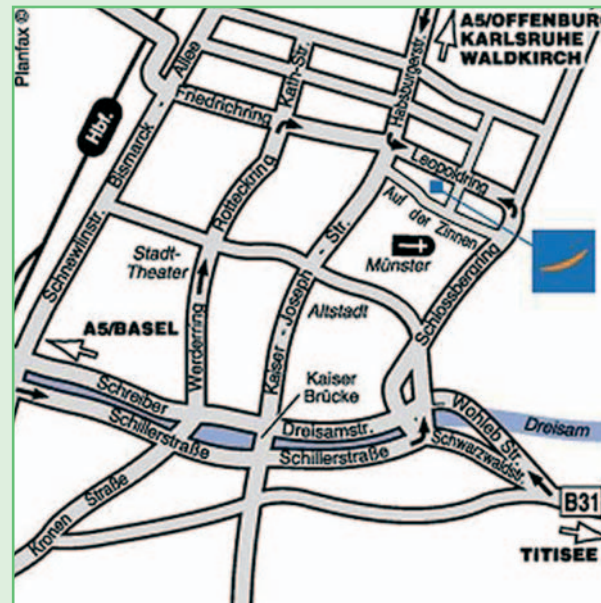 Planfax ©
A5/OFFENBURG
KARLSRUHE
WALDKIRCH
Allee
Kath-Str.
Habsburgerstr.
Friedrichring
Hbf.
Bismarck -
Leopoldring
Rotteckring
Auf der Zinnen
Schnewlinstr.
Stadt-
Theater
Münster
Kaiser - Joseph - Str.
Schlossbergring
Altstadt
A5/BASEL
Werderring
Kaiser
Brücke
Schreiber
Dreisamstr.
Wohleb Str.
Dreisam
Schillerstraße
Schillerstraße
Schwarzwaldstr.
Kronen Straße
B31
TITISEE